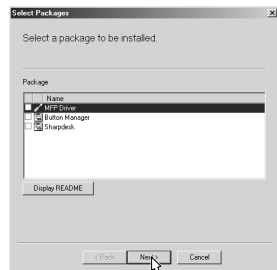 Select Packages
Select a package to be installed.
Package
Name
MFP Driver
Button Manager
Sharpdesk
Display README
< Back
Next >
Cancel